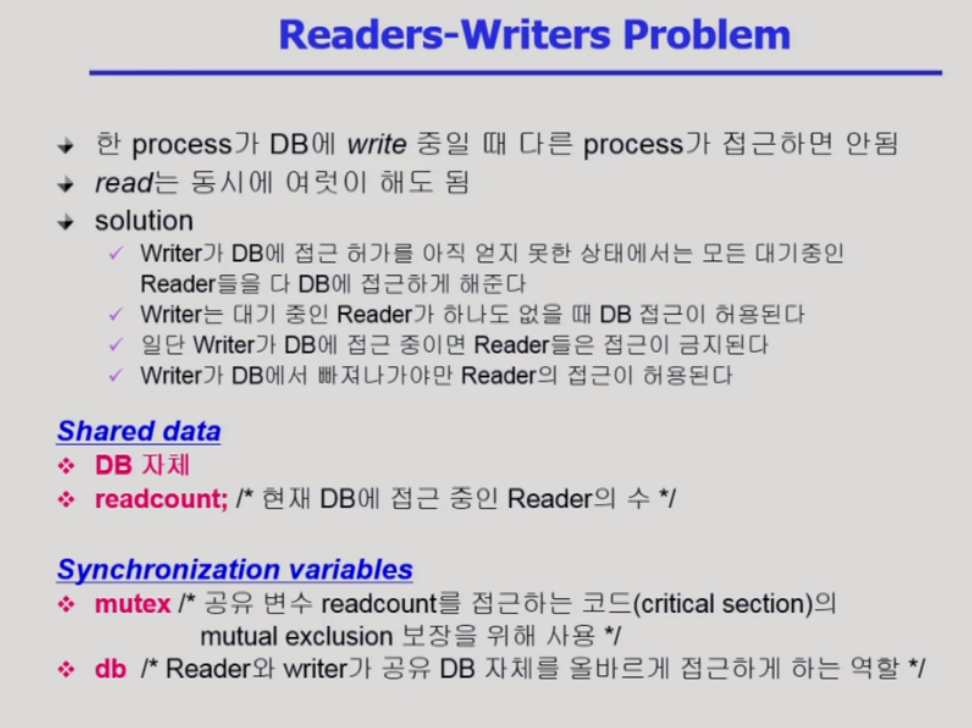 Readers-Writers Problem
한 process가 DB에 write 중일 때 다른 process가 접근하면 안됨
read는 동시에 여럿이 해도 됨
solution
✓ Writer가 DB에 접근 허가를 아직 얻지 못한 상태에서는 모든 대기중인
Reader들을 다 DB에 접근하게 해준다
✓ Writer는 대기 중인 Reader가 하나도 없을 때 DB 접근이 허용된다
✓ 일단 Writer가 DB에 접근 중이면 Reader들은 접근이 금지된다
✓ Writer가 DB에서 빠져나가야만 Reader의 접근이 허용된다
Shared data
❖ DB 자체
❖ readcount; /* 현재 DB에 접근 중인 Reader의 수 */
Synchronization variables
❖ mutex /* 공유 변수 readcount를 접근하는 코드(critical section)의
mutual exclusion 보장을 위해 사용 */
❖ db /* Reader와 writer가 공유 DB 자체를 올바르게 접근하게 하는 역할 */